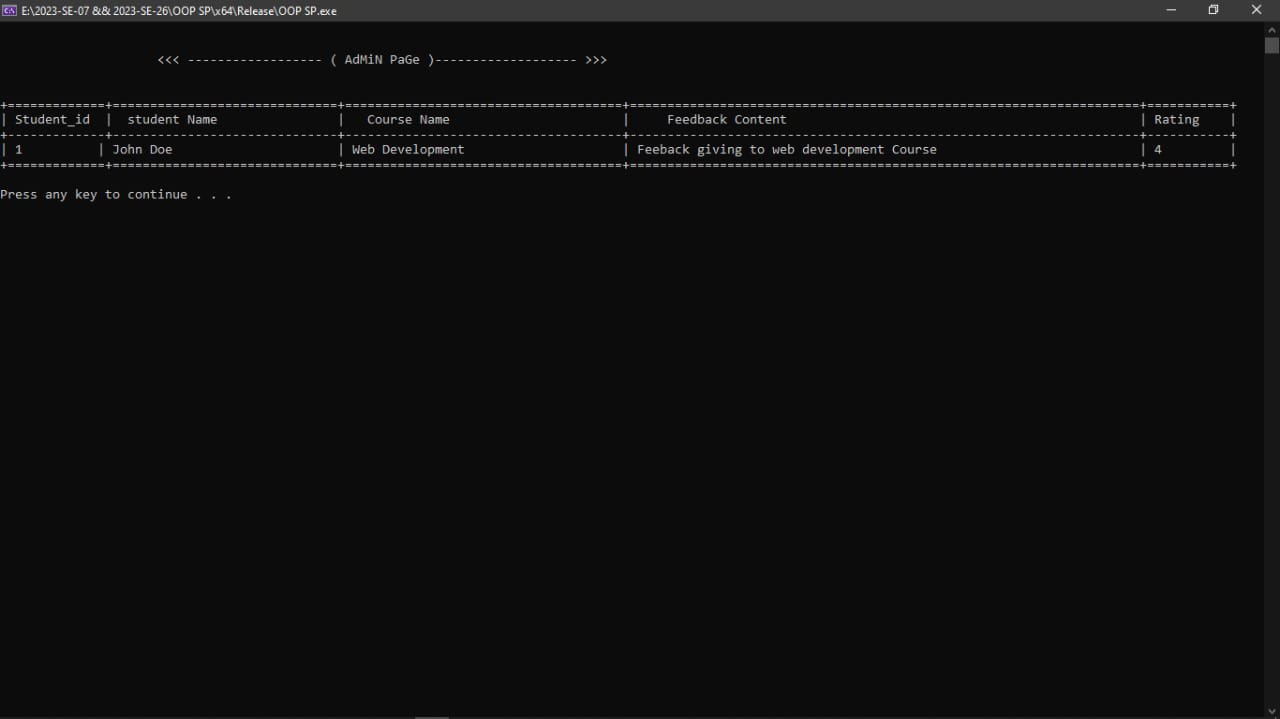 E:\2023-SE-07 && 2023-SE-26\OOP SP\x64\Release\OOP SP.exe
<<< ------------------ ( AdMiN PaGe )------------------- >>>
+=============+==============================+=====================================+====================================================================+===========+
| Student_id  |  student Name                |   Course Name                       |     Feedback Content                                               | Rating    |
+-------------+------------------------------+-------------------------------------+--------------------------------------------------------------------+-----------+
| 1          | John Doe                      | Web Development                     | Feeback giving to web development Course                           | 4         |
+=============+==============================+=====================================+====================================================================+===========+
Press any key to continue . . .